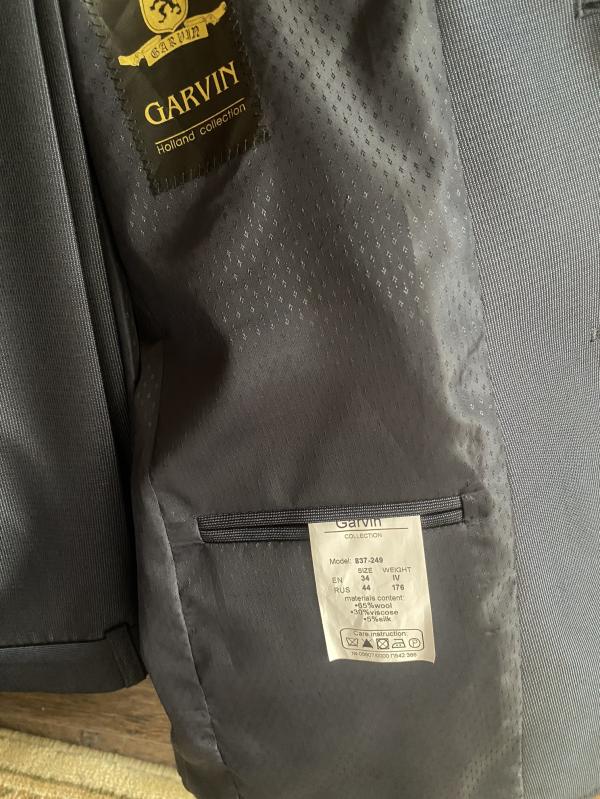 GARVIN
GARVIN
Holland collection
Garvin
COLLECTION
Model: 837-249
SIZE WEIGHT
EN 34 IV
RUS 44 176
materials content:
•65%wool
•30%viscose
•5%silk
Care instruction: